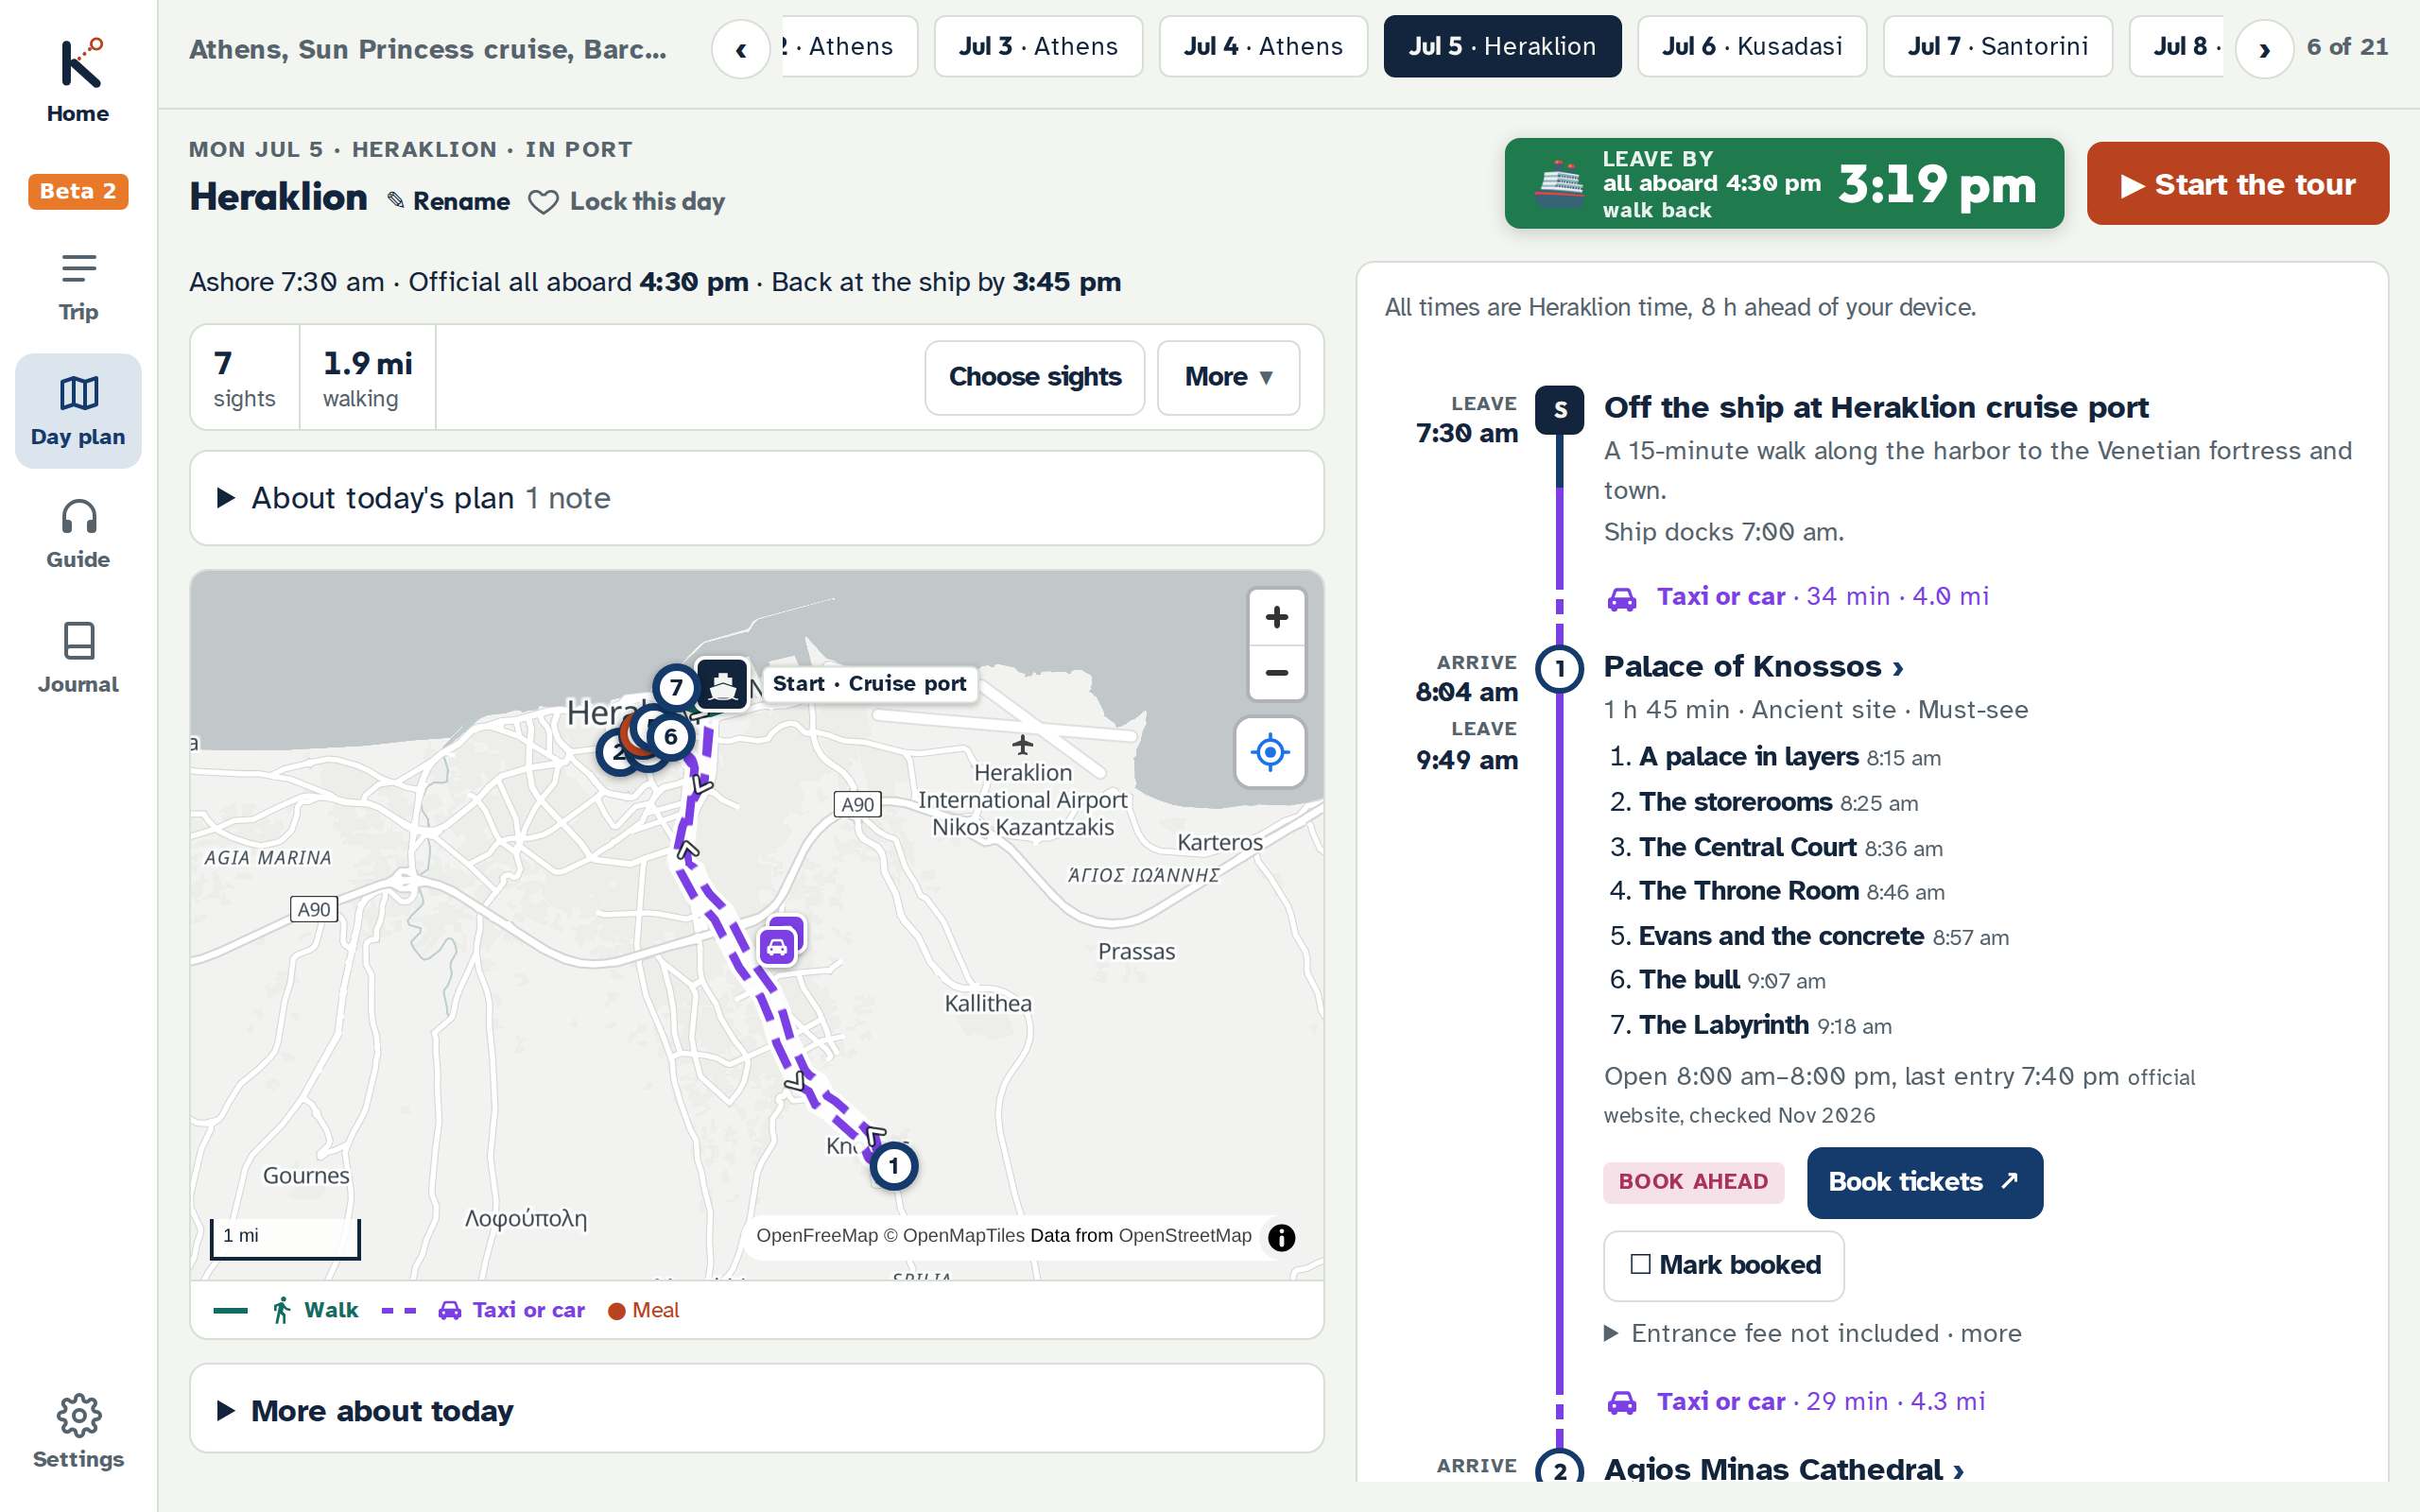 Home
Beta 2
Trip
Day plan
Guide
Journal
Settings
Athens, Sun Princess cruise, Barc...
‹
· Athens
Jul 3 · Athens
Jul 4 · Athens
Jul 5 · Heraklion
Jul 6 · Kusadasi
Jul 7 · Santorini
Jul 8 ·
›
6 of 21
MON JUL 5 · HERAKLION · IN PORT
Heraklion ✎ Rename Lock this day
LEAVE BY
all aboard 4:30 pm
walk back
3:19 pm
▶ Start the tour
Ashore 7:30 am · Official all aboard 4:30 pm · Back at the ship by 3:45 pm
7
sights
1.9 mi
walking
Choose sights
More ▼
▶ About today's plan 1 note
Start · Cruise port
7
6
2
1
+
−
Heraklion
International Airport
Nikos Kazantzakis
A90
Karteros
AGIA MARINA
ΆΓΙΟΣ ΙΩΆΝΝΗΣ
A90
Prassas
Kallithea
Gournes
Λοφούπολη
1 mi
OpenFreeMap © OpenMapTiles Data from OpenStreetMap
Walk
Taxi or car
Meal
▶ More about today
All times are Heraklion time, 8 h ahead of your device.
LEAVE
7:30 am
S
Off the ship at Heraklion cruise port
A 15-minute walk along the harbor to the Venetian fortress and
town.
Ship docks 7:00 am.
Taxi or car · 34 min · 4.0 mi
ARRIVE
8:04 am
LEAVE
9:49 am
1
Palace of Knossos ›
1 h 45 min · Ancient site · Must-see
1. A palace in layers 8:15 am
2. The storerooms 8:25 am
3. The Central Court 8:36 am
4. The Throne Room 8:46 am
5. Evans and the concrete 8:57 am
6. The bull 9:07 am
7. The Labyrinth 9:18 am
Open 8:00 am–8:00 pm, last entry 7:40 pm official
website, checked Nov 2026
BOOK AHEAD
Book tickets ↗
☐ Mark booked
▶ Entrance fee not included · more
Taxi or car · 29 min · 4.3 mi
ARRIVE
2
Agios Minas Cathedral ›